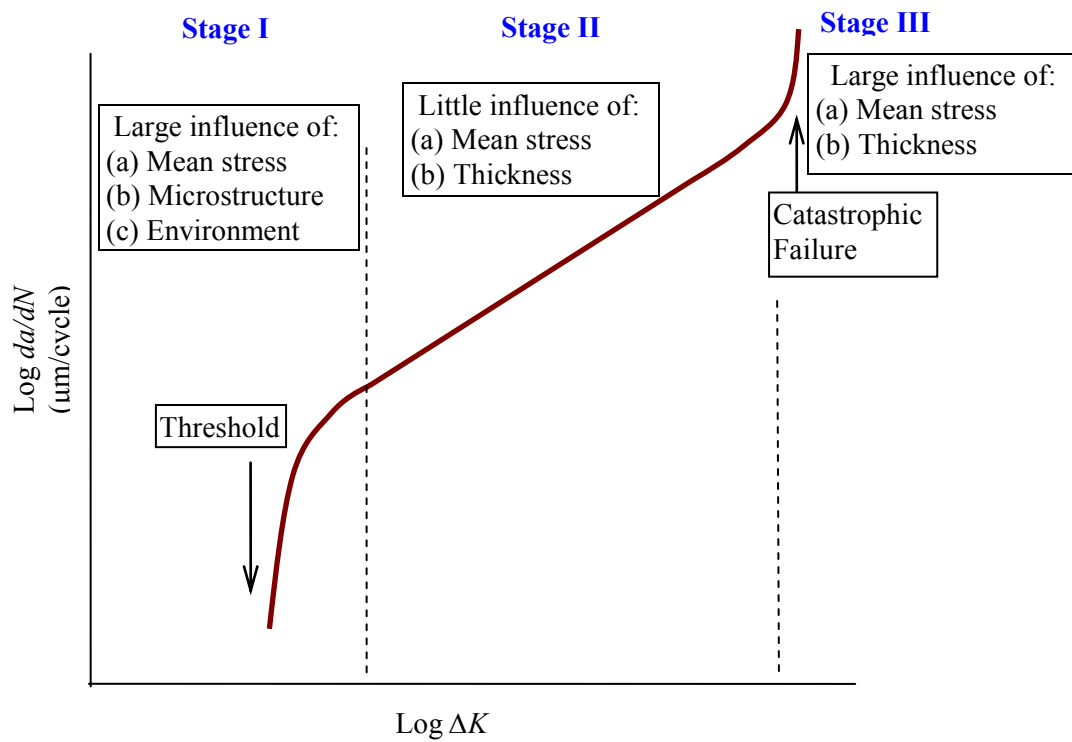 Stage I
Stage II
Stage III
Large influence of:
(a) Mean stress
(b) Microstructure
(c) Environment
Little influence of:
(a) Mean stress
(b) Thickness
Large influence of:
(a) Mean stress
(b) Thickness
Catastrophic
Failure
Threshold
Log da/dN
(μm/cycle)
Log ΔK